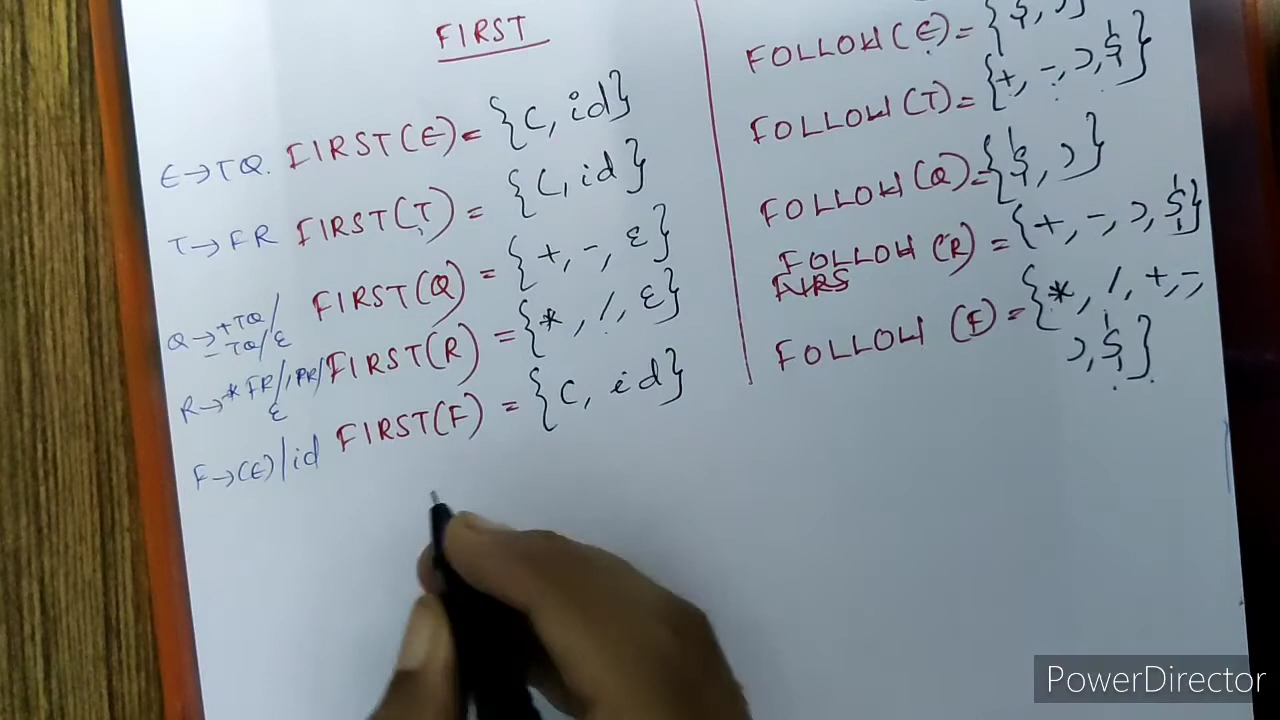 FIRST
E→TQ. FIRST(E)= {(, id}
T→FR FIRST(T) = {(, id}
Q→+TQ/
-TQ/ε
FIRST(Q) = {+, -, ε}
R→*FR/,/FR/
ε
FIRST(R) = {*, /, ε}
F→(E)/id FIRST(F) = {(, id}
FOLLOW(E)= {$, )}
FOLLOW(T)= {+, -, ), $}
FOLLOW(Q)={$, )}
FOLLOW(R) = {+, -, ), $}
FOLLOW (F) = {*, /, +, -,
), $}
PowerDirector